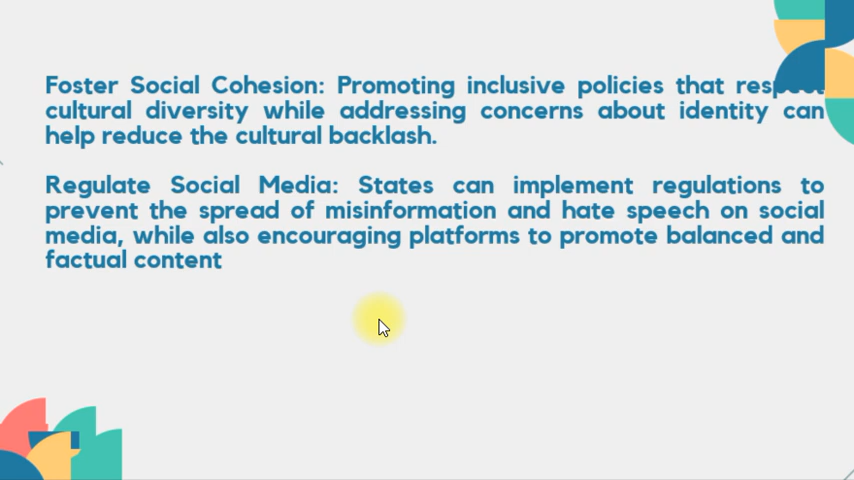 Foster Social Cohesion: Promoting inclusive policies that respect
cultural diversity while addressing concerns about identity can
help reduce the cultural backlash.
Regulate Social Media: States can implement regulations to
prevent the spread of misinformation and hate speech on social
media, while also encouraging platforms to promote balanced and
factual content